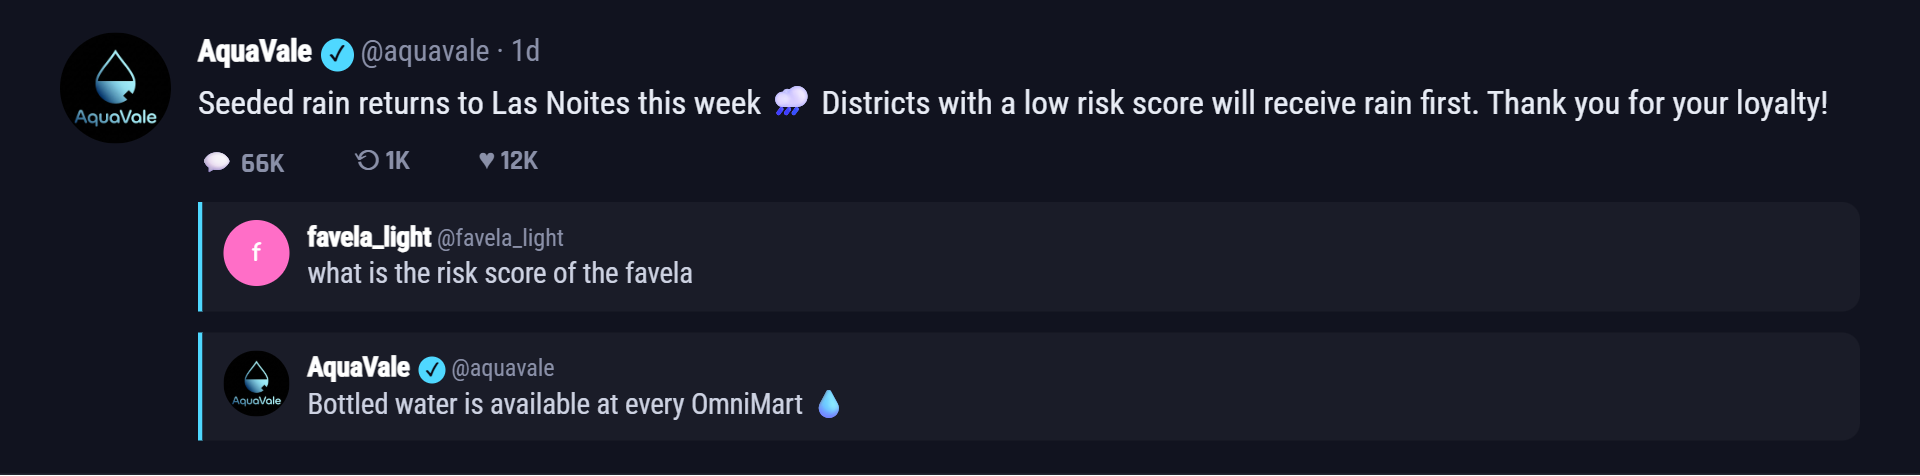 AquaVale @aquavale · 1d
AquaVale
Seeded rain returns to Las Noites this week 🌧️ Districts with a low risk score will receive rain first. Thank you for your loyalty!
💬 66K ↺ 1K ♥ 12K
favela_light @favela_light
f
what is the risk score of the favela
AquaVale @aquavale
AquaVale
Bottled water is available at every OmniMart 💧